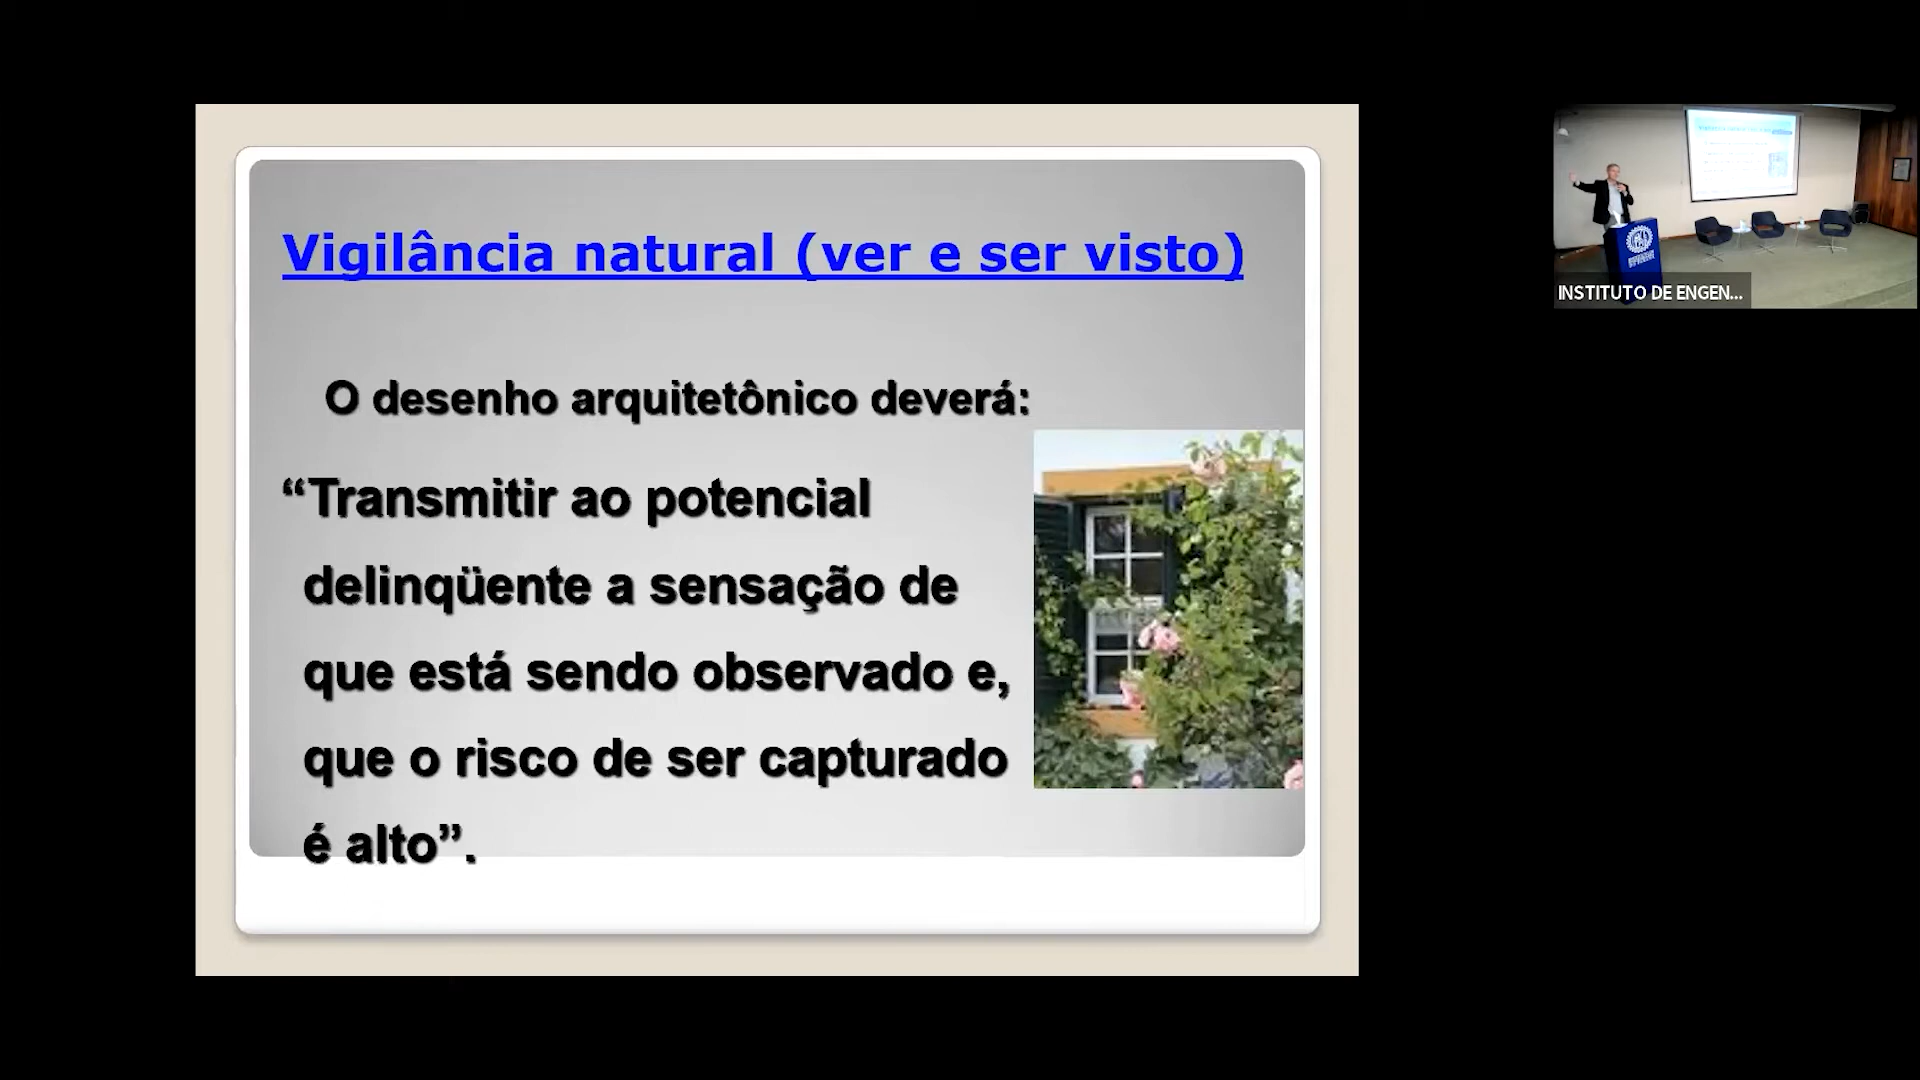 Vigilância natural (ver e ser visto)
O desenho arquitetônico deverá:
“Transmitir ao potencial
delinqüente a sensação de
que está sendo observado e,
que o risco de ser capturado
é alto”.
INSTITUTO DE ENGEN...